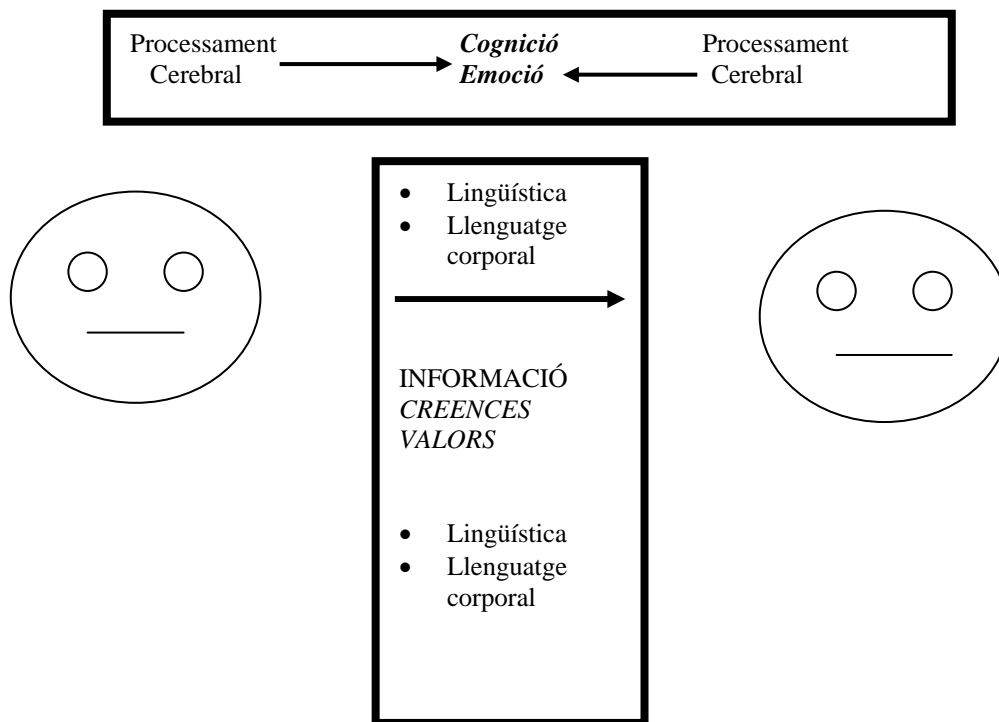 Processament Cognició Processament
Cerebral Emoció Cerebral
• Lingüística
• Llenguatge
corporal
INFORMACIÓ
CREENCES
VALORS
• Lingüística
• Llenguatge
corporal